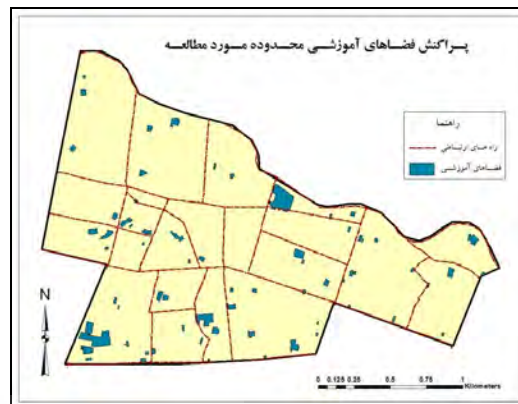 پراکنش فضاهای آموزشی محدوده مورد مطالعه
راهنما
راه های ارتباطی
فضاهای آموزشی
N
0 0.125 0.25 0.5 0.75 1
Kilometers